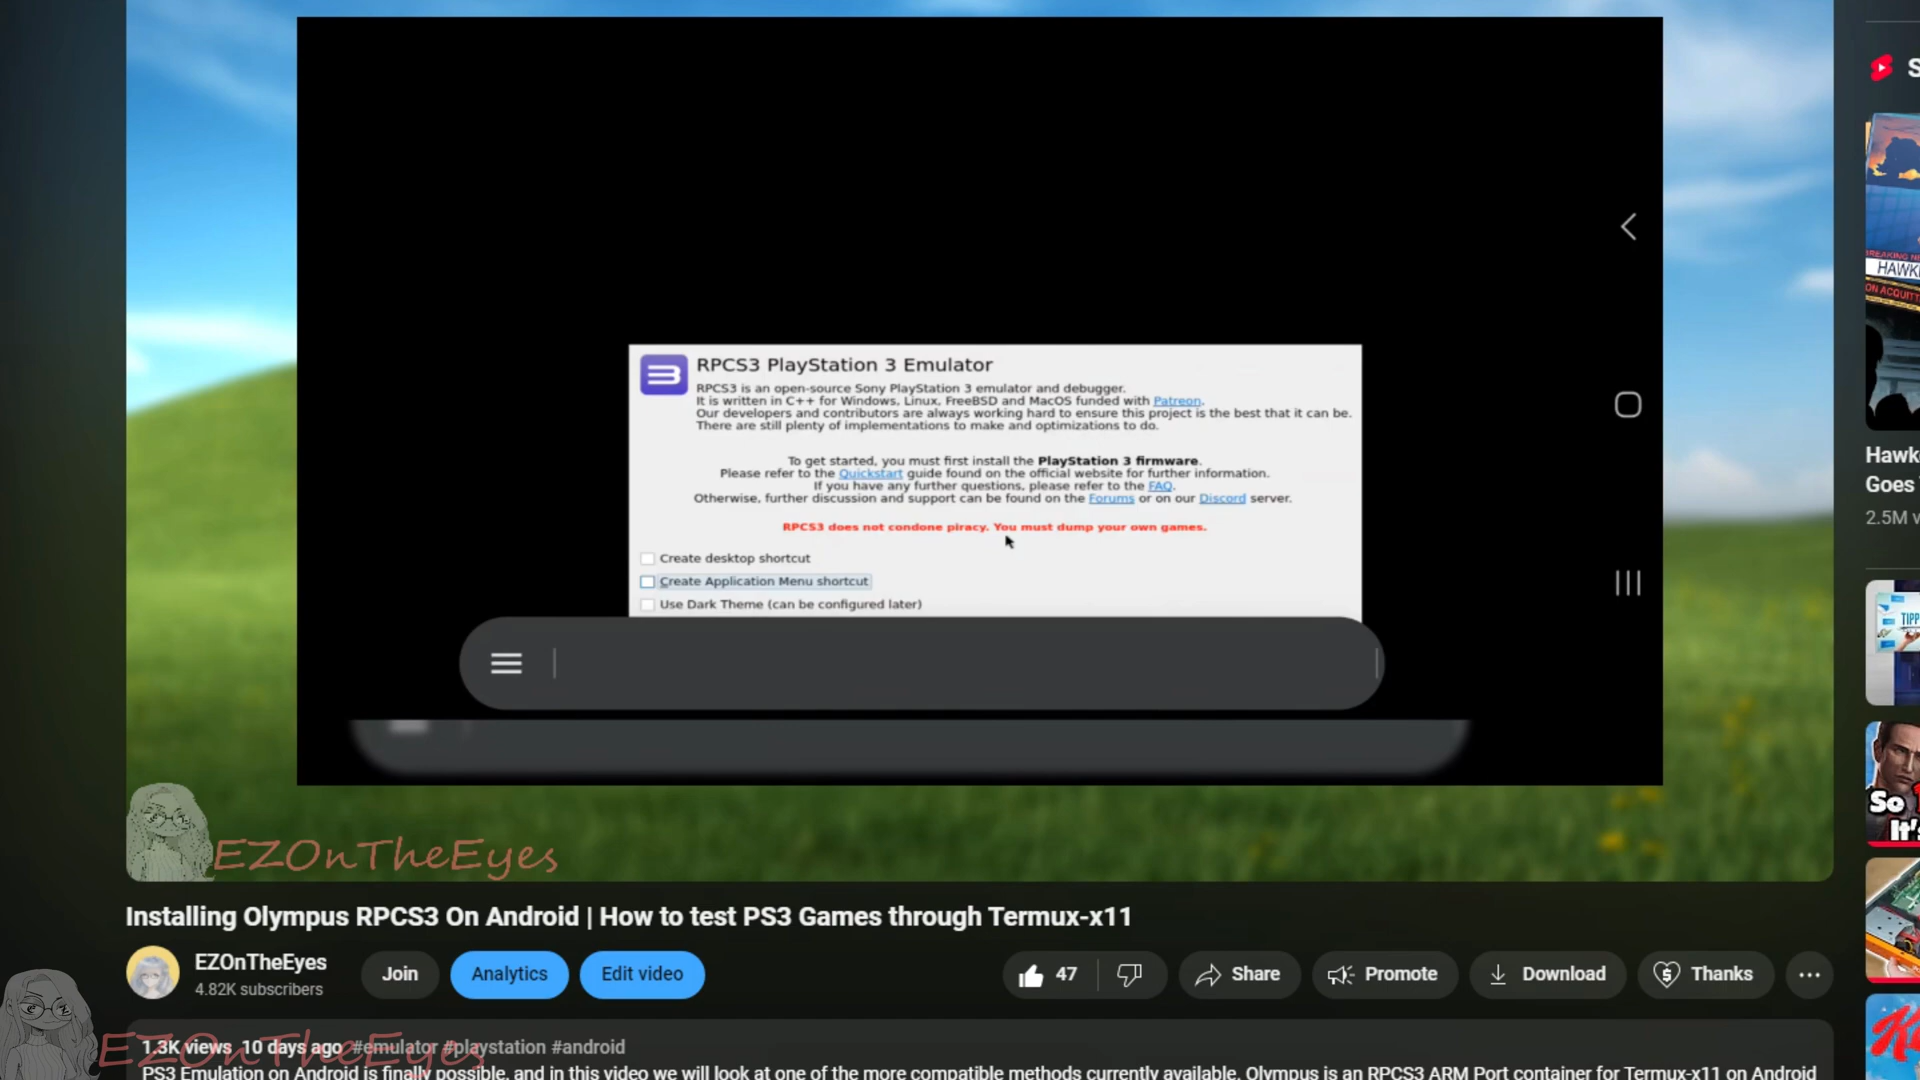 RPCS3 PlayStation 3 Emulator
RPCS3 is an open-source Sony PlayStation 3 emulator and debugger.
It is written in C++ for Windows, Linux, FreeBSD and MacOS funded with Patreon.
Our developers and contributors are always working hard to ensure this project is the best that it can be.
There are still plenty of implementations to make and optimizations to do.
To get started, you must first install the PlayStation 3 firmware.
Please refer to the Quickstart guide found on the official website for further information.
If you have any further questions, please refer to the FAQ.
Otherwise, further discussion and support can be found on the Forums or on our Discord server.
RPCS3 does not condone piracy. You must dump your own games.
Create desktop shortcut
Create Application Menu shortcut
Use Dark Theme (can be configured later)
EZOnTheEyes
Installing Olympus RPCS3 On Android | How to test PS3 Games through Termux-x11
EZOnTheEyes
4.82K subscribers
Join
Analytics
Edit video
47
Share
Promote
Download
Thanks
EZOnTheEyes
1.3K views 10 days ago #emulator #playstation #android
PS3 Emulation on Android is finally possible, and in this video we will look at one of the more compatible methods currently available. Olympus is an RPCS3 ARM Port container for Termux-x11 on Android
S
HAWK
ON ACQUIT
Hawk
Goes
2.5M v
TIPP
So
It's